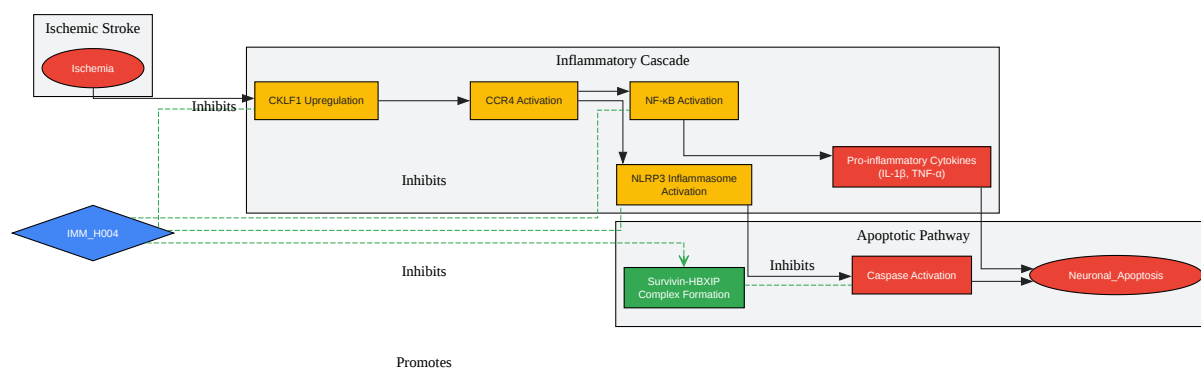 Ischemic Stroke
Ischemia
Inflammatory Cascade
CKLF1 Upregulation
CCR4 Activation
NF-κB Activation
Inhibits
Pro-inflammatory Cytokines
(IL-1β, TNF-α)
NLRP3 Inflammasome
Activation
Inhibits
IMM_H004
Apoptotic Pathway
Inhibits
Inhibits
Survivin-HBXIP
Complex Formation
Caspase Activation
Neuronal_Apoptosis
Promotes